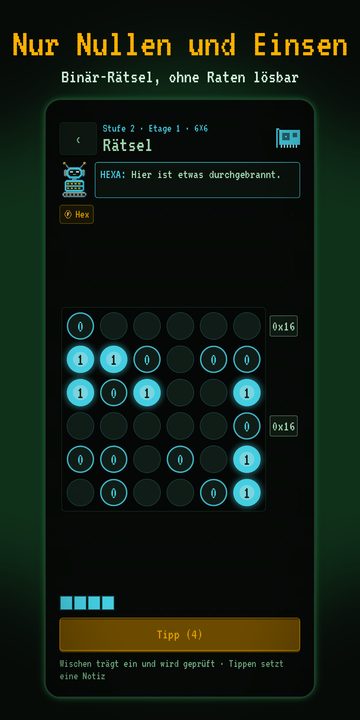 Nur Nullen und Einsen
Binär-Rätsel, ohne Raten lösbar
‹ Stufe 2 · Etage 1 · 6×6
Rätsel
HEXA: Hier ist etwas durchgebrannt.
Hex
0 0x16
1 1 0 0 0
1 0 1 1
0 0x16
0 0 0 1
0 0 1
Tipp (4)
Wischen trägt ein und wird geprüft · Tippen setzt
eine Notiz